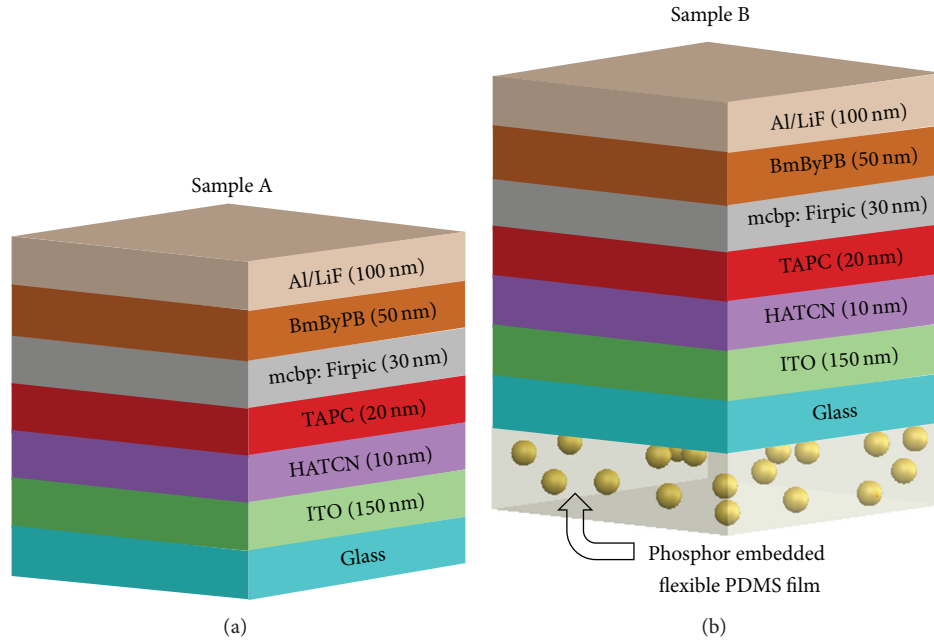 Sample A
Al/LiF (100 nm)
BmByPB (50 nm)
mcbp: Firpic (30 nm)
TAPC (20 nm)
HATCN (10 nm)
ITO (150 nm)
Glass
(a)
Sample B
Al/LiF (100 nm)
BmByPB (50 nm)
mcbp: Firpic (30 nm)
TAPC (20 nm)
HATCN (10 nm)
ITO (150 nm)
Glass
Phosphor embedded
flexible PDMS film
(b)